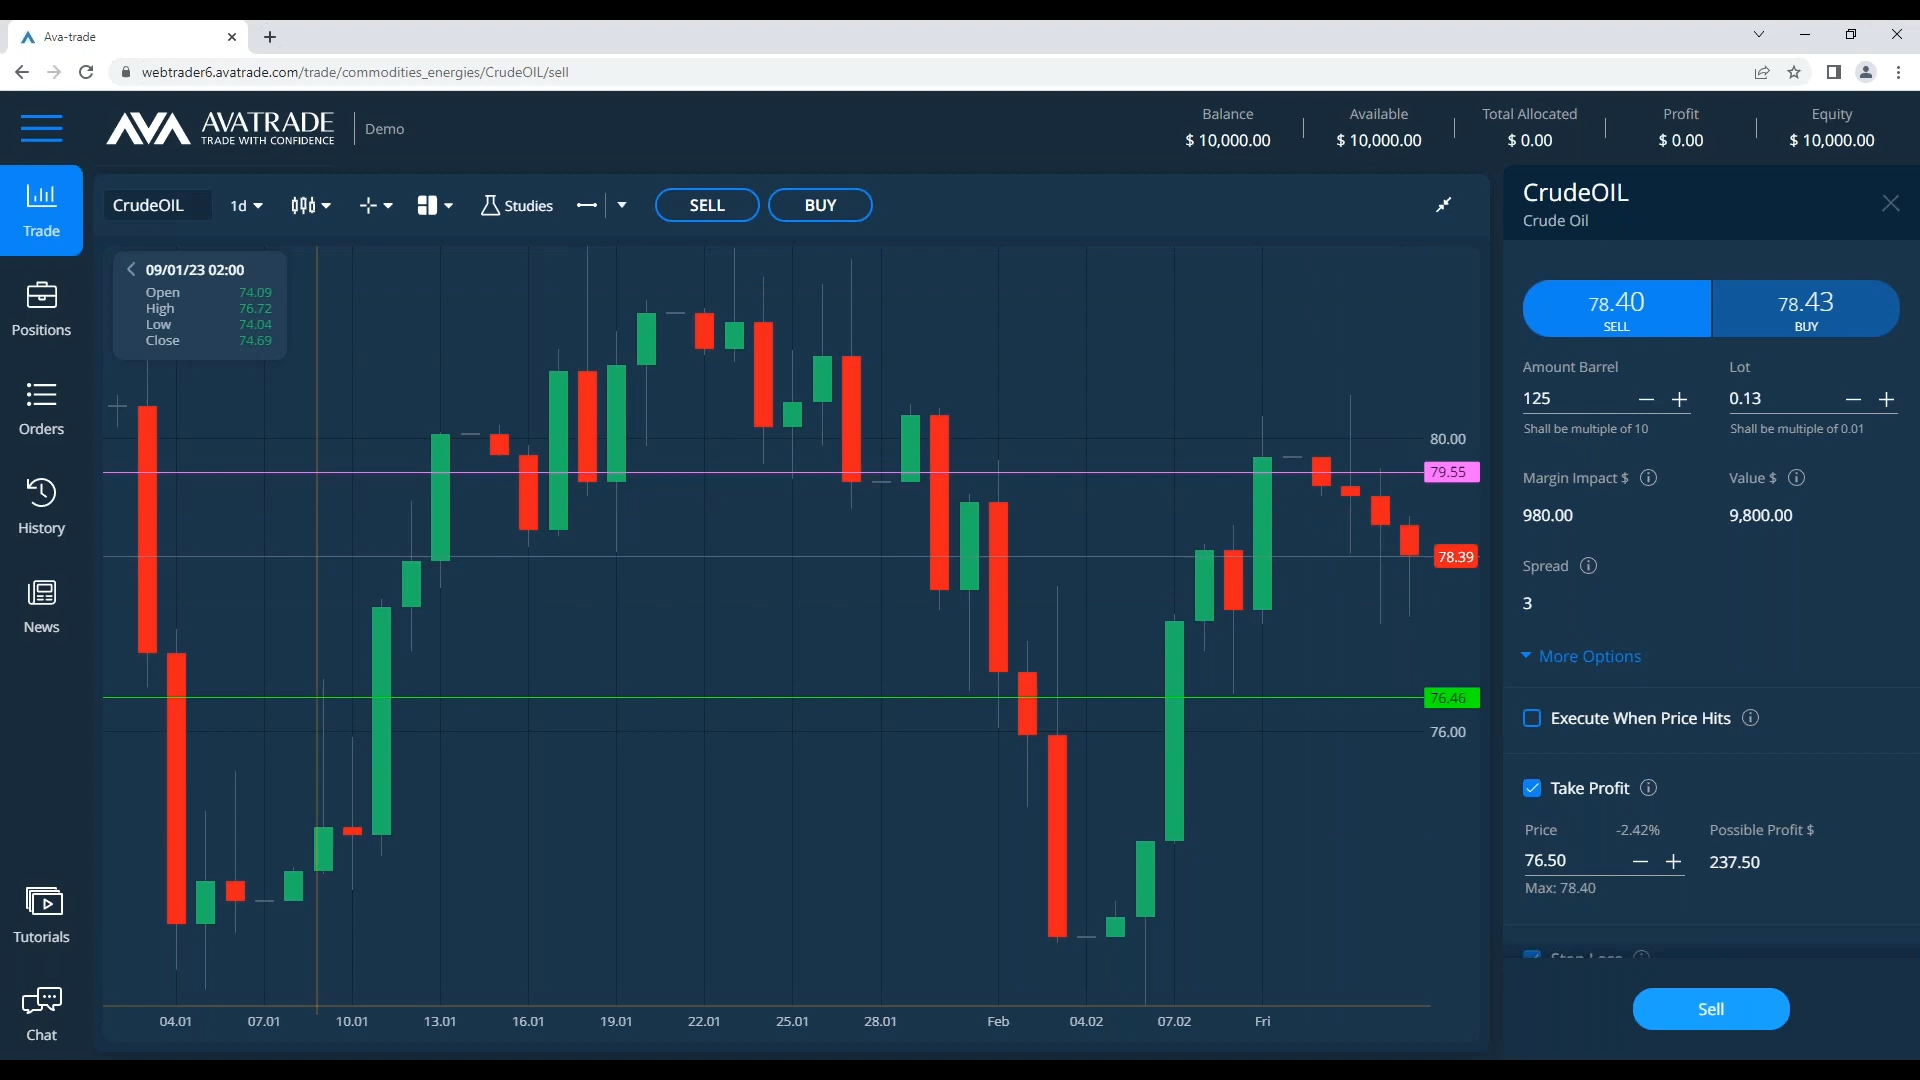 Ava-trade
webtrader6.avatrade.com/trade/commodities_energies/CrudeOIL/sell
AVA AVATRADE
TRADE WITH CONFIDENCE
Demo
Balance
$ 10,000.00
Available
$ 10,000.00
Total Allocated
$ 0.00
Profit
$ 0.00
Equity
$ 10,000.00
Trade
Positions
Orders
History
News
Tutorials
Chat
CrudeOIL 1d Studies SELL BUY
09/01/23 02:00
Open 74.09
High 76.72
Low 74.04
Close 74.69
80.00
79.55
78.39
76.46
76.00
04.01 07.01 10.01 13.01 16.01 19.01 22.01 25.01 28.01 Feb 04.02 07.02 Fri
CrudeOIL
Crude Oil
78.40
SELL
78.43
BUY
Amount Barrel
125
Shall be multiple of 10
Lot
0.13
Shall be multiple of 0.01
Margin Impact $
980.00
Value $
9,800.00
Spread
3
More Options
Execute When Price Hits
Take Profit
Price -2.42%
76.50
Max: 78.40
Possible Profit $
237.50
Stop Loss
Sell